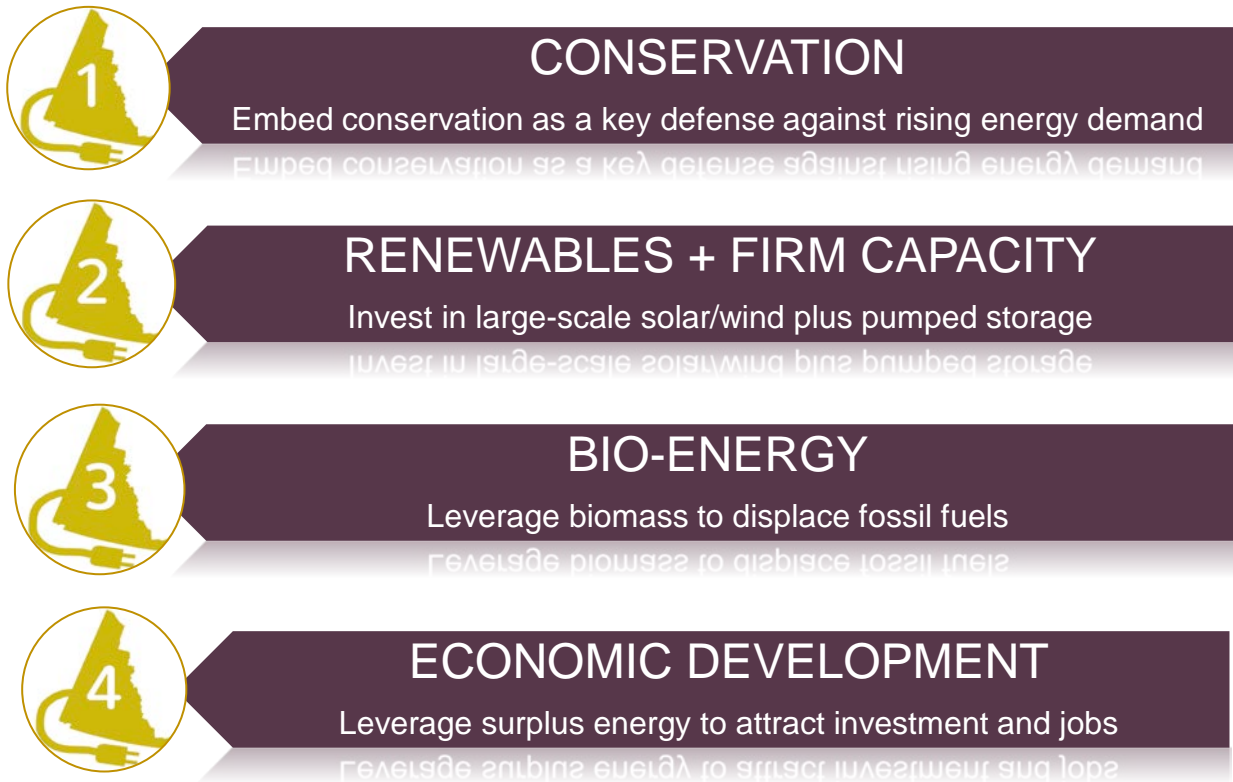 1
CONSERVATION
Embed conservation as a key defense against rising energy demand
2
RENEWABLES + FIRM CAPACITY
Invest in large-scale solar/wind plus pumped storage
3
BIO-ENERGY
Leverage biomass to displace fossil fuels
4
ECONOMIC DEVELOPMENT
Leverage surplus energy to attract investment and jobs